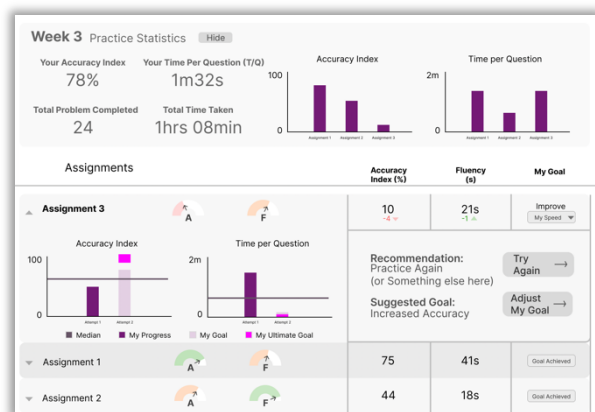 Week 3 Practice Statistics Hide
Your Accuracy Index Your Time Per Question (T/Q)
78% 1m32s
Total Problem Completed Total Time Taken
24 1hrs 08min
Accuracy Index
100
0
Assignment 1 Assignment 2 Assignment 3
Time per Question
2m
0
Assignment 1 Assignment 2 Assignment 3
Assignments
Accuracy Index (%)
Fluency (s)
My Goal
Assignment 3
A F
10
-4
21s
-1
Improve
My Speed
Accuracy Index
100
0
Attempt 1 Attempt 2
Time per Question
2m
0
Attempt 1 Attempt 2
Median My Progress My Goal My Ultimate Goal
Recommendation:
Practice Again
(or Something else here)
Try
Again
Suggested Goal:
Increased Accuracy
Adjust
My Goal
Assignment 1 A F 75 41s Goal Achieved
Assignment 2 A F 44 18s Goal Achieved